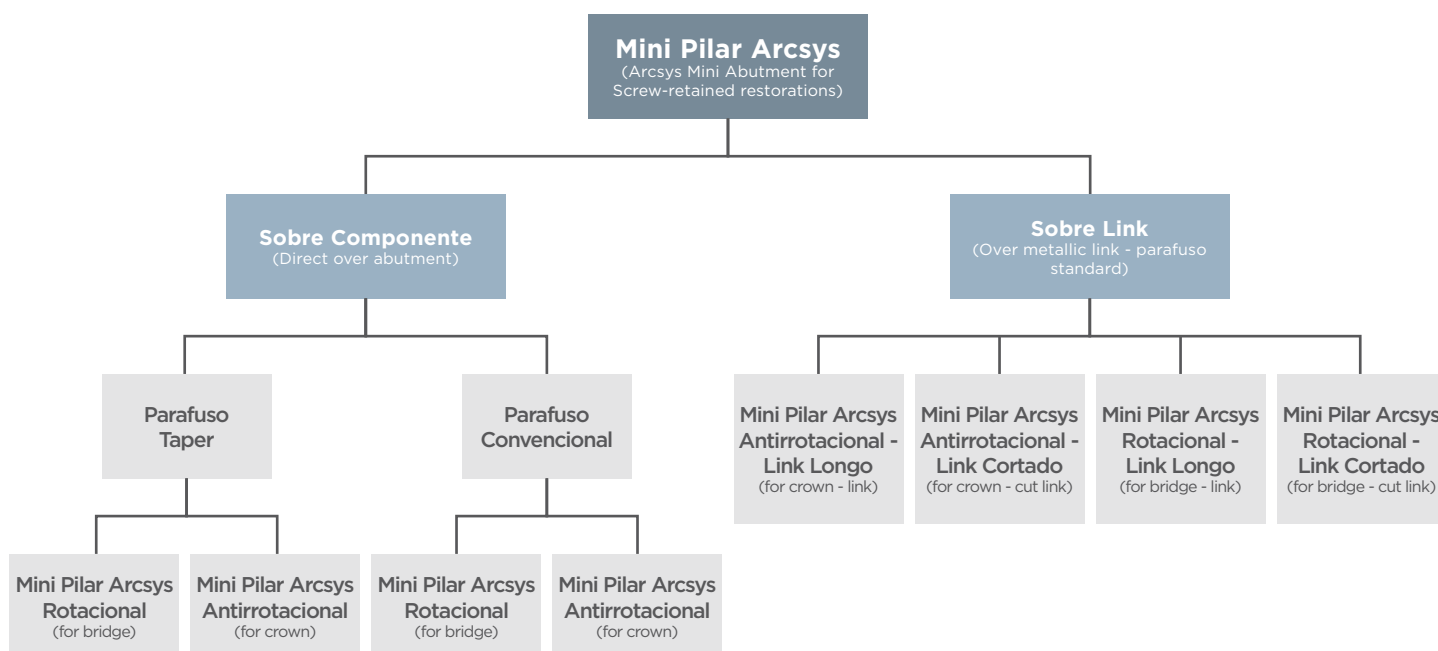 Mini Pilar Arcsys
(Arcsys Mini Abutment for
Screw-retained restorations)
Sobre Componente
(Direct over abutment)
Sobre Link
(Over metallic link - parafuso
standard)
Parafuso
Taper
Parafuso
Convencional
Mini Pilar Arcsys
Antirrotacional -
Link Longo
(for crown - link)
Mini Pilar Arcsys
Antirrotacional -
Link Cortado
(for crown - cut link)
Mini Pilar Arcsys
Rotacional -
Link Longo
(for bridge - link)
Mini Pilar Arcsys
Rotacional -
Link Cortado
(for bridge - cut link)
Mini Pilar Arcsys
Rotacional
(for bridge)
Mini Pilar Arcsys
Antirrotacional
(for crown)
Mini Pilar Arcsys
Rotacional
(for bridge)
Mini Pilar Arcsys
Antirrotacional
(for crown)